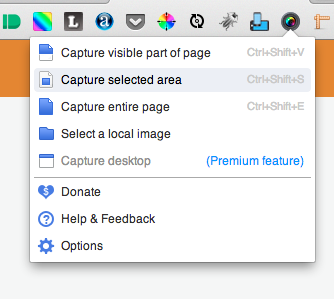 L
a
Capture visible part of page Ctrl+Shift+V
Capture selected area Ctrl+Shift+S
Capture entire page Ctrl+Shift+E
Select a local image
Capture desktop (Premium feature)
Donate
Help & Feedback
Options